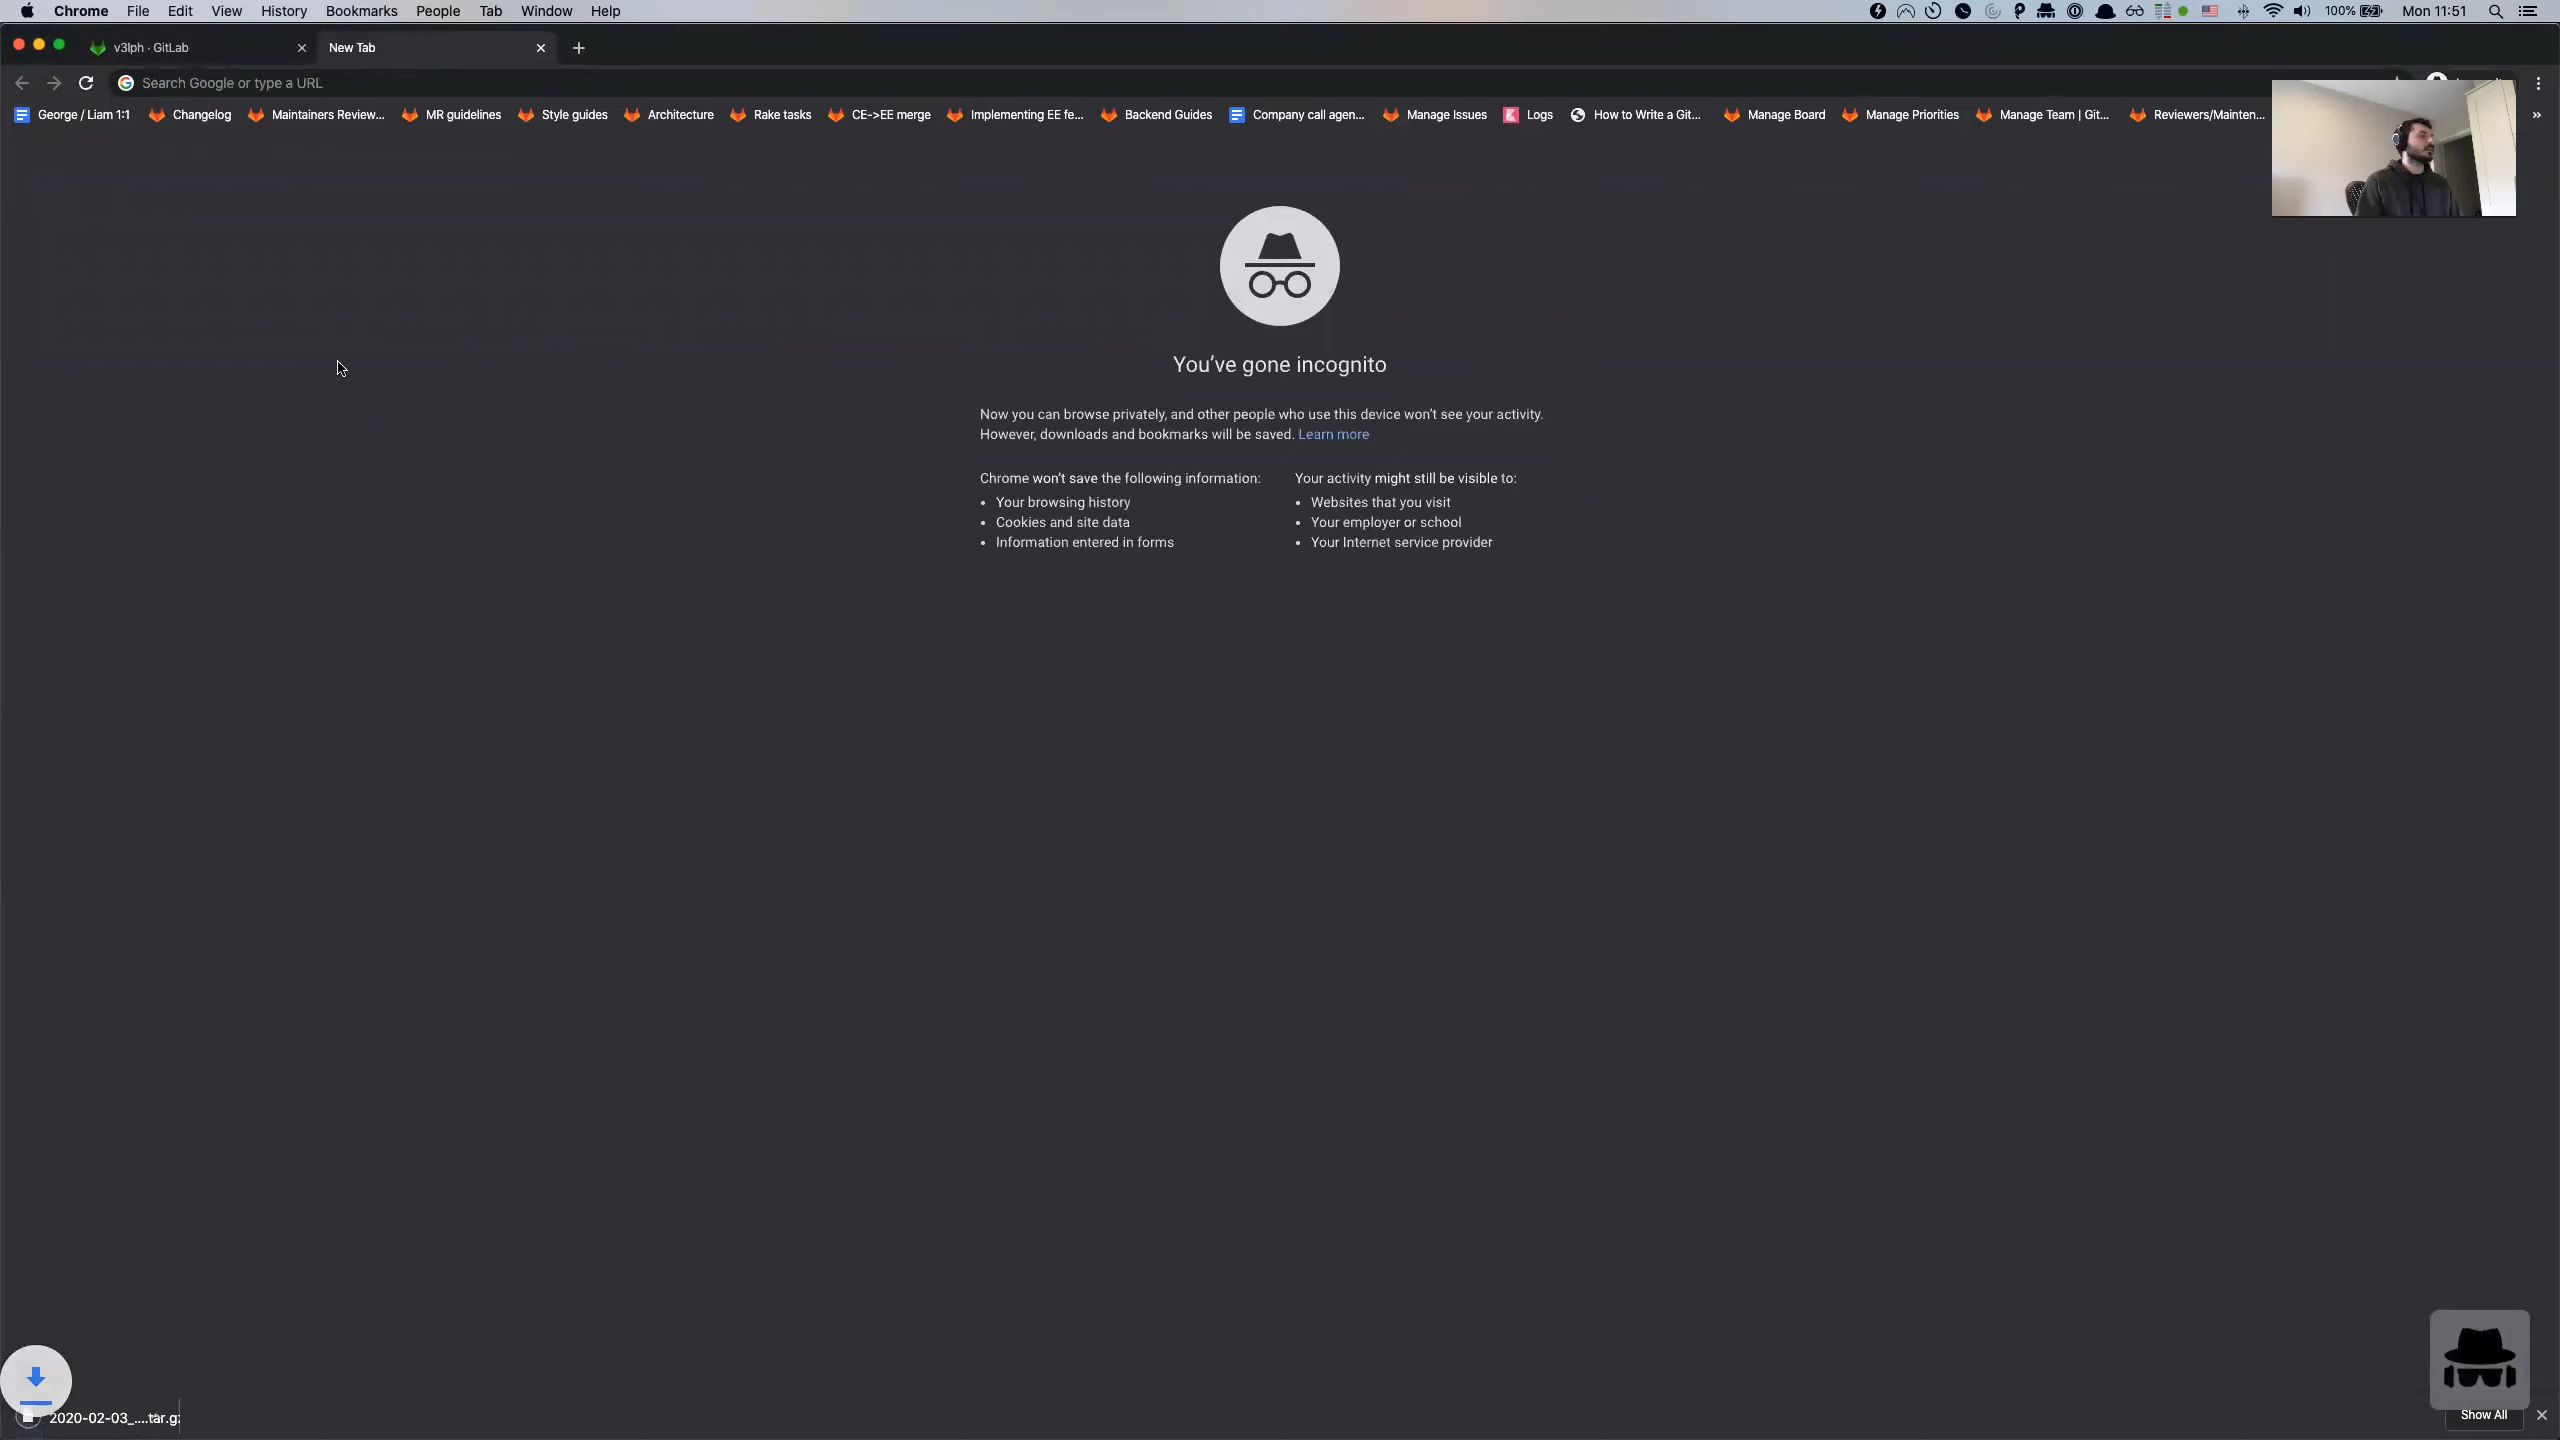 Chrome File Edit View History Bookmarks People Tab Window Help 100% Mon 11:51
v3lph · GitLab New Tab
Search Google or type a URL
George / Liam 1:1 Changelog Maintainers Review... MR guidelines Style guides Architecture Rake tasks CE->EE merge Implementing EE fe... Backend Guides Company call agen... Manage Issues Logs How to Write a Git... Manage Board Manage Priorities Manage Team | Git... Reviewers/Mainten... »
You've gone incognito
Now you can browse privately, and other people who use this device won't see your activity.
However, downloads and bookmarks will be saved. Learn more
Chrome won't save the following information:
• Your browsing history
• Cookies and site data
• Information entered in forms
Your activity might still be visible to:
• Websites that you visit
• Your employer or school
• Your Internet service provider
2020-02-03_....tar.gz
Show All